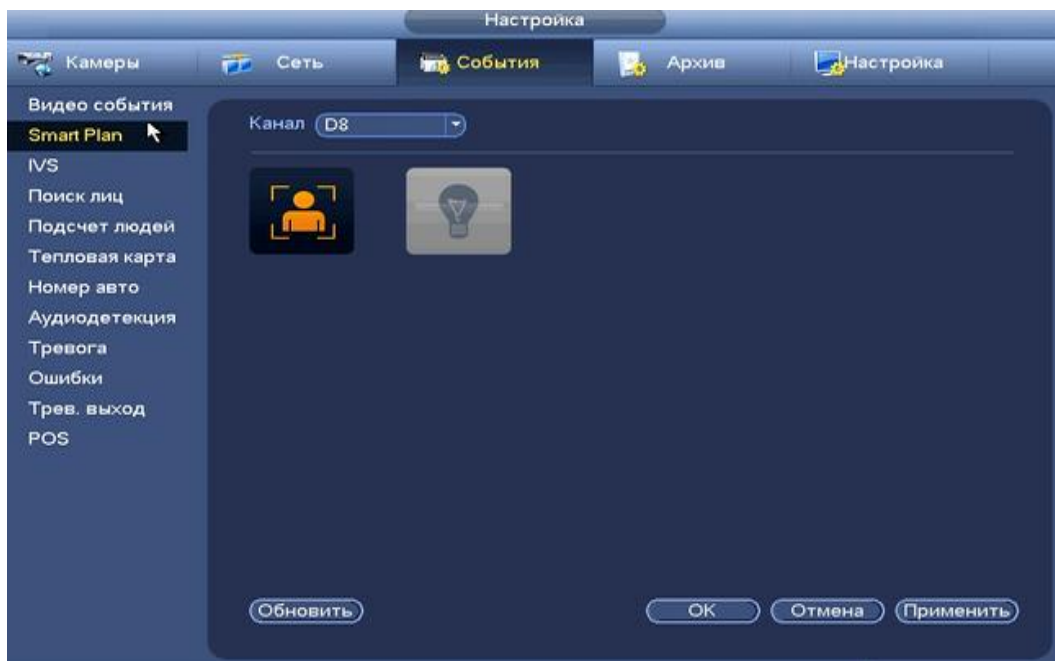 Настройка
Камеры
Сеть
События
Архив
Настройка
Видео события
Smart Plan
IVS
Поиск лиц
Подсчет людей
Тепловая карта
Номер авто
Аудиодетекция
Тревога
Ошибки
Трев. выход
POS
Канал D8
Обновить
OK
Отмена
Применить